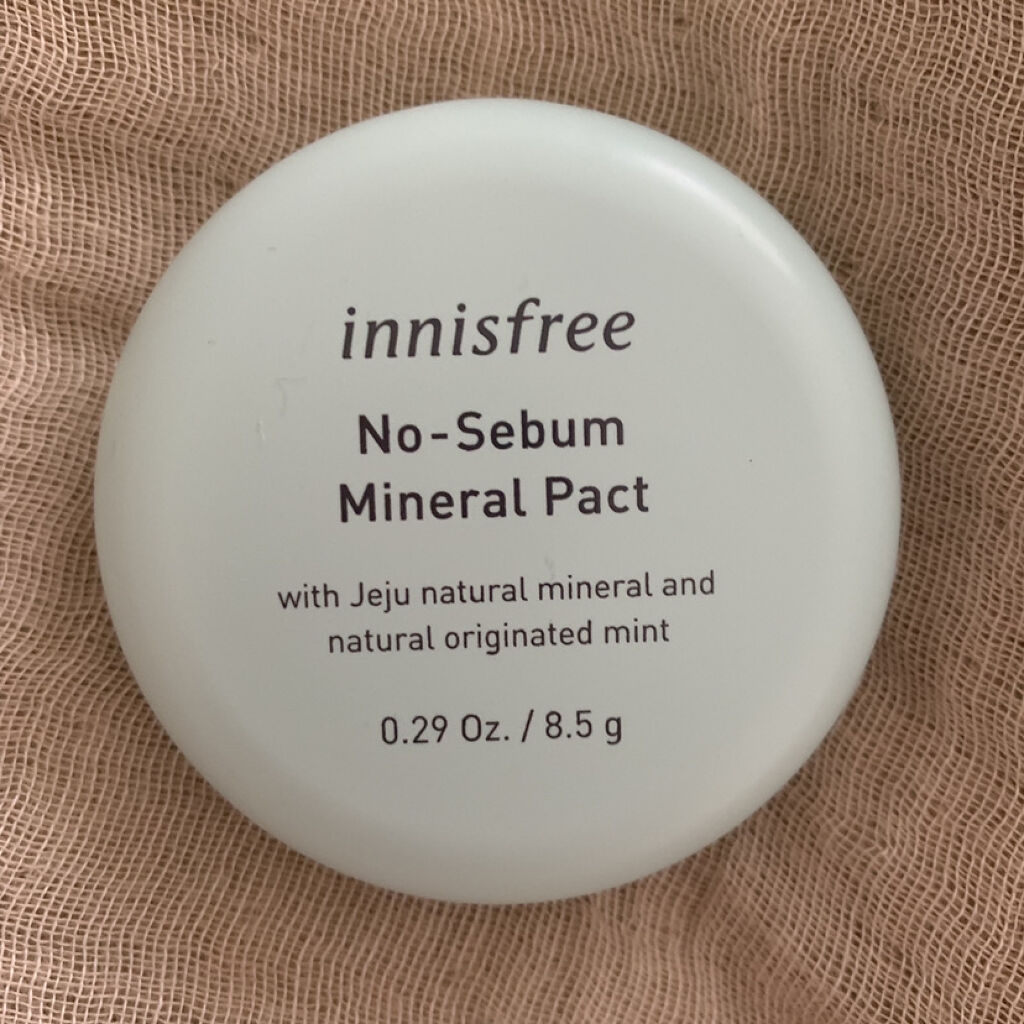 innisfree
No-Sebum
Mineral Pact
with Jeju natural mineral and
natural originated mint
0.29 Oz. / 8.5 g